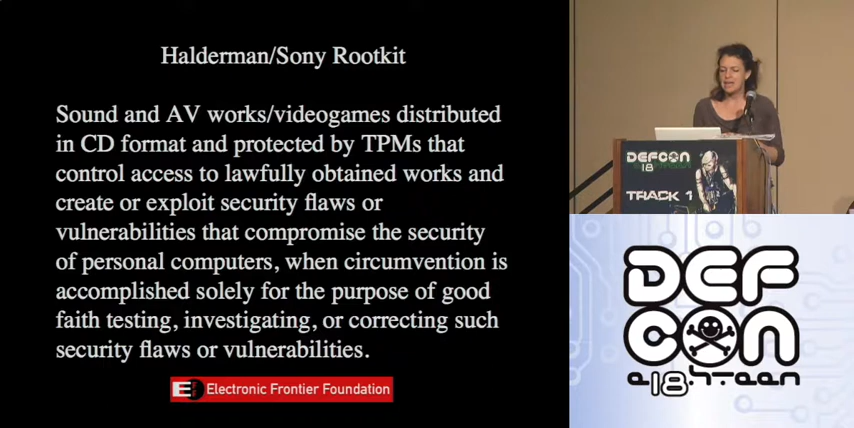 Halderman/Sony Rootkit
Sound and AV works/videogames distributed
in CD format and protected by TPMs that
control access to lawfully obtained works and
create or exploit security flaws or
vulnerabilities that compromise the security
of personal computers, when circumvention is
accomplished solely for the purpose of good
faith testing, investigating, or correcting such
security flaws or vulnerabilities.
E F
Electronic Frontier Foundation
DEFCON
18
TRACK 1
DEF
CON
e.18.h-teen